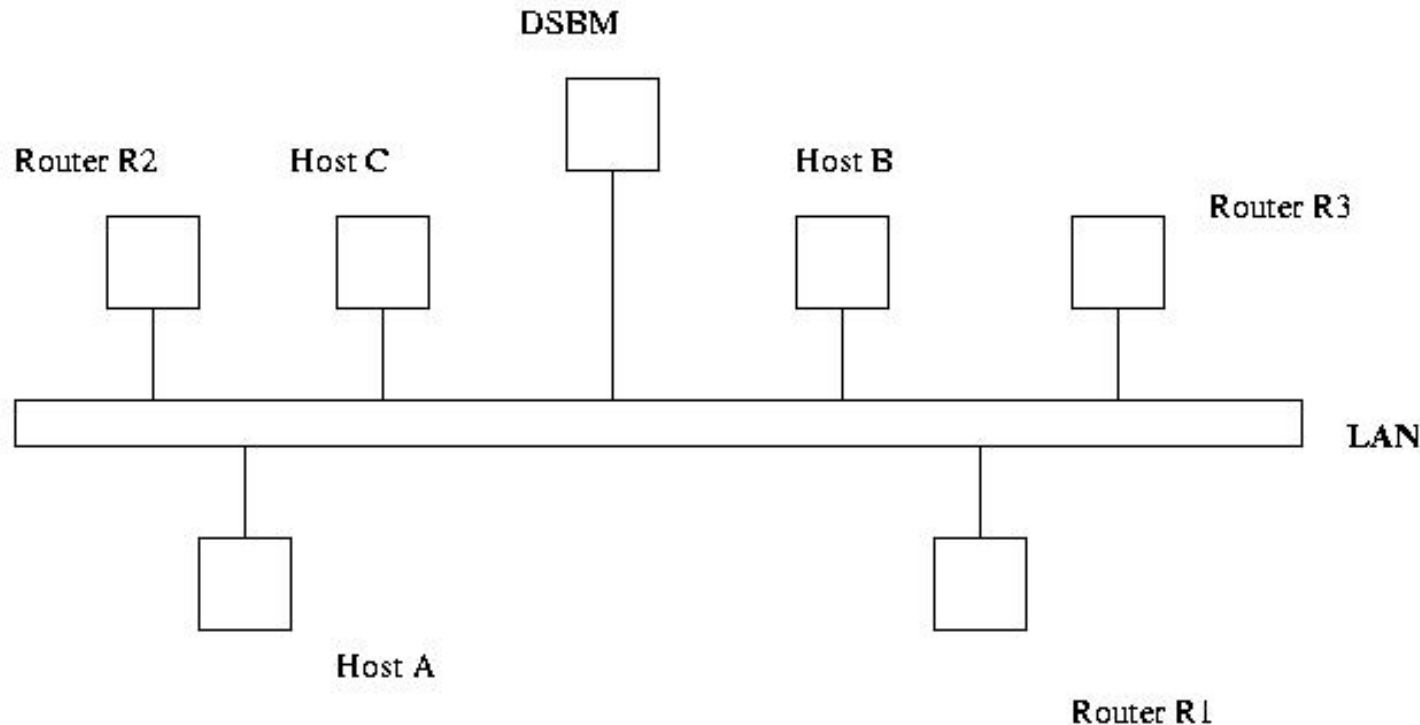 DSBM
Router R2
Host C
Host B
Router R3
LAN
Host A
Router R1